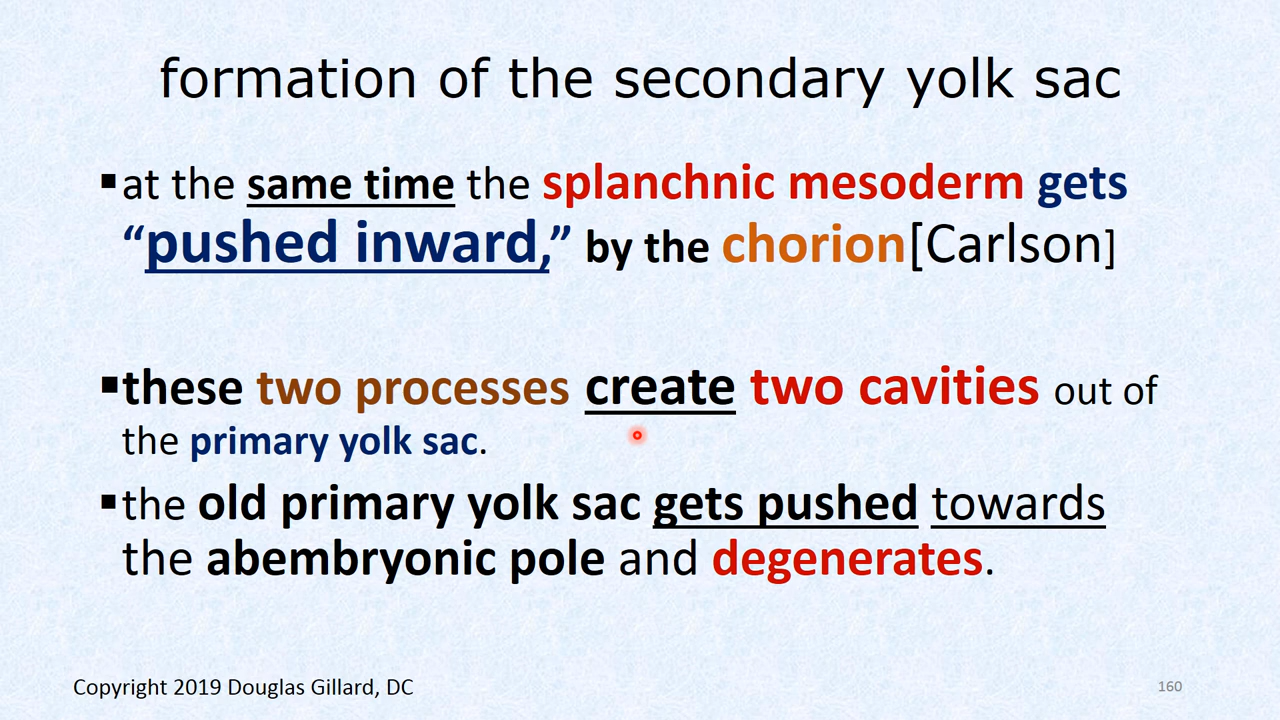 formation of the secondary yolk sac
▪at the same time the splanchnic mesoderm gets
“pushed inward,” by the chorion[Carlson]
▪these two processes create two cavities out of
the primary yolk sac.
▪the old primary yolk sac gets pushed towards
the abembryonic pole and degenerates.
Copyright 2019 Douglas Gillard, DC
160